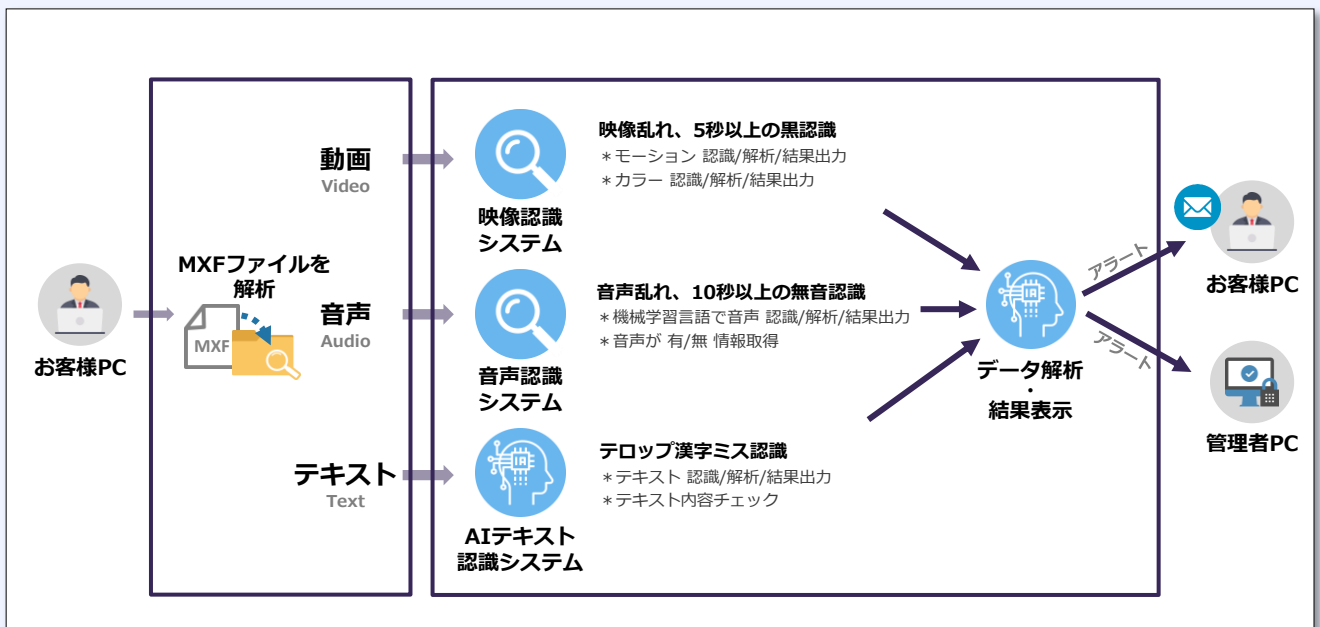 お客様PC
MXFファイルを
解析
MXF
動画
Video
音声
Audio
テキスト
Text
映像認識
システム
映像乱れ、5秒以上の黒認識
＊モーション 認識/解析/結果出力
＊カラー 認識/解析/結果出力
音声認識
システム
音声乱れ、10秒以上の無音認識
＊機械学習言語で音声 認識/解析/結果出力
＊音声が 有/無 情報取得
AIテキスト
認識システム
テロップ漢字ミス認識
＊テキスト 認識/解析/結果出力
＊テキスト内容チェック
データ解析
・
結果表示
アラート
お客様PC
アラート
管理者PC